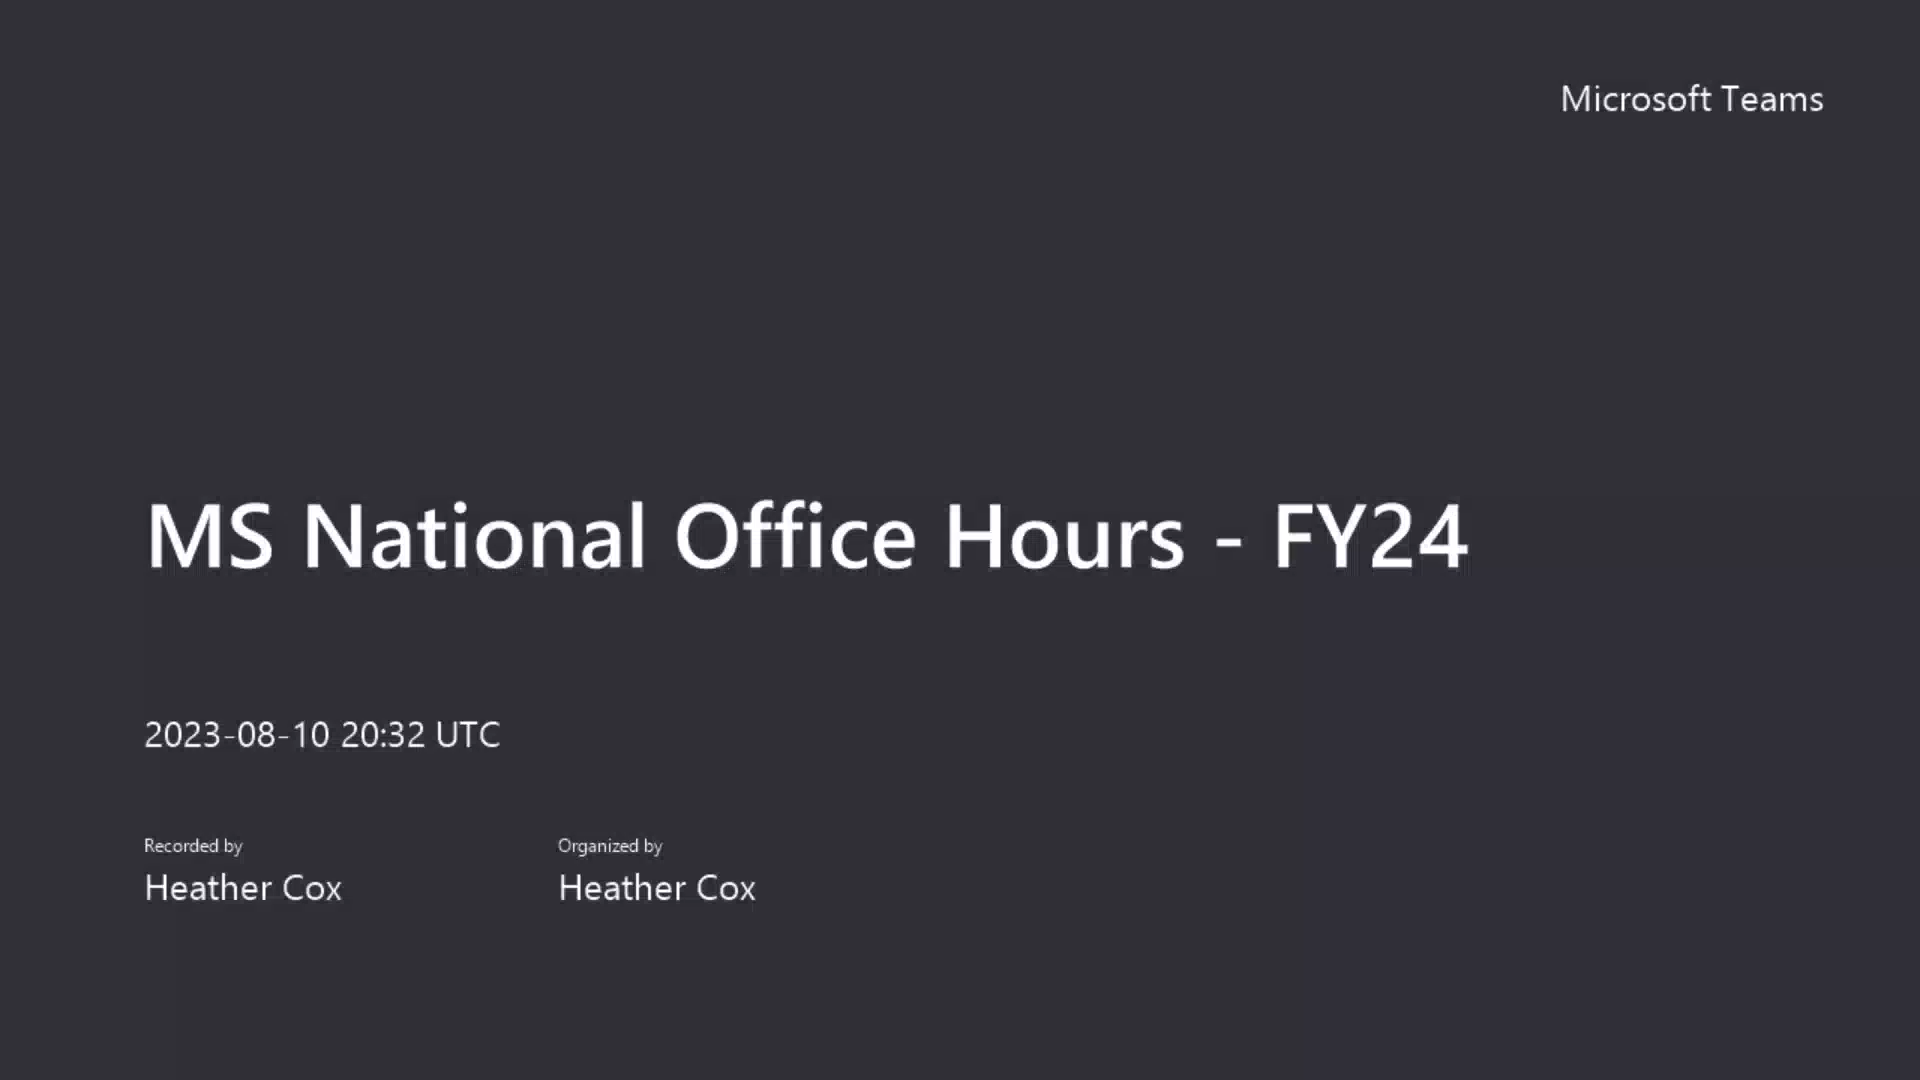 Microsoft Teams
MS National Office Hours - FY24
2023-08-10 20:32 UTC
Recorded by
Heather Cox
Organized by
Heather Cox